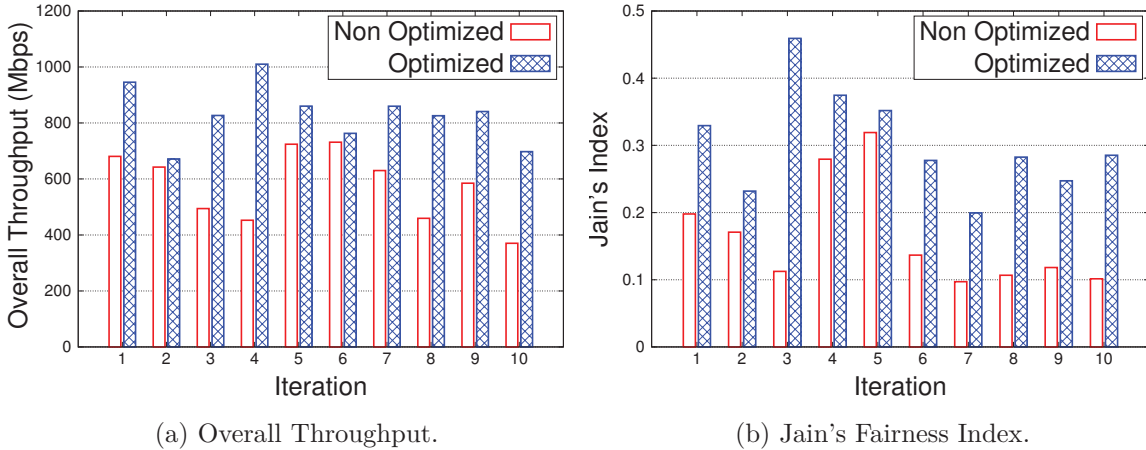 1200
1000
800
600
400
200
0
Overall Throughput (Mbps)
Non Optimized
Optimized
1 2 3 4 5 6 7 8 9 10
Iteration
(a) Overall Throughput.
0.5
0.4
0.3
0.2
0.1
0
Jain's Index
Non Optimized
Optimized
1 2 3 4 5 6 7 8 9 10
Iteration
(b) Jain's Fairness Index.